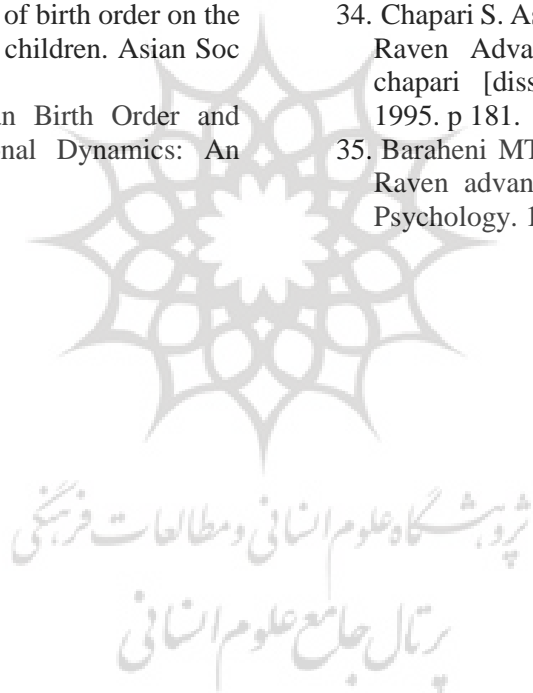 of birth order on the
children. Asian Soc
n Birth Order and
nal Dynamics: An
34. Chapari S. As
Raven Adva
chapari [diss
1995. p 181.
35. Baraheni MT
Raven advan
Psychology. 1
پژوهشگاه علوم انسانی و مطالعات فرهنگی
پرتال جامع علوم انسانی